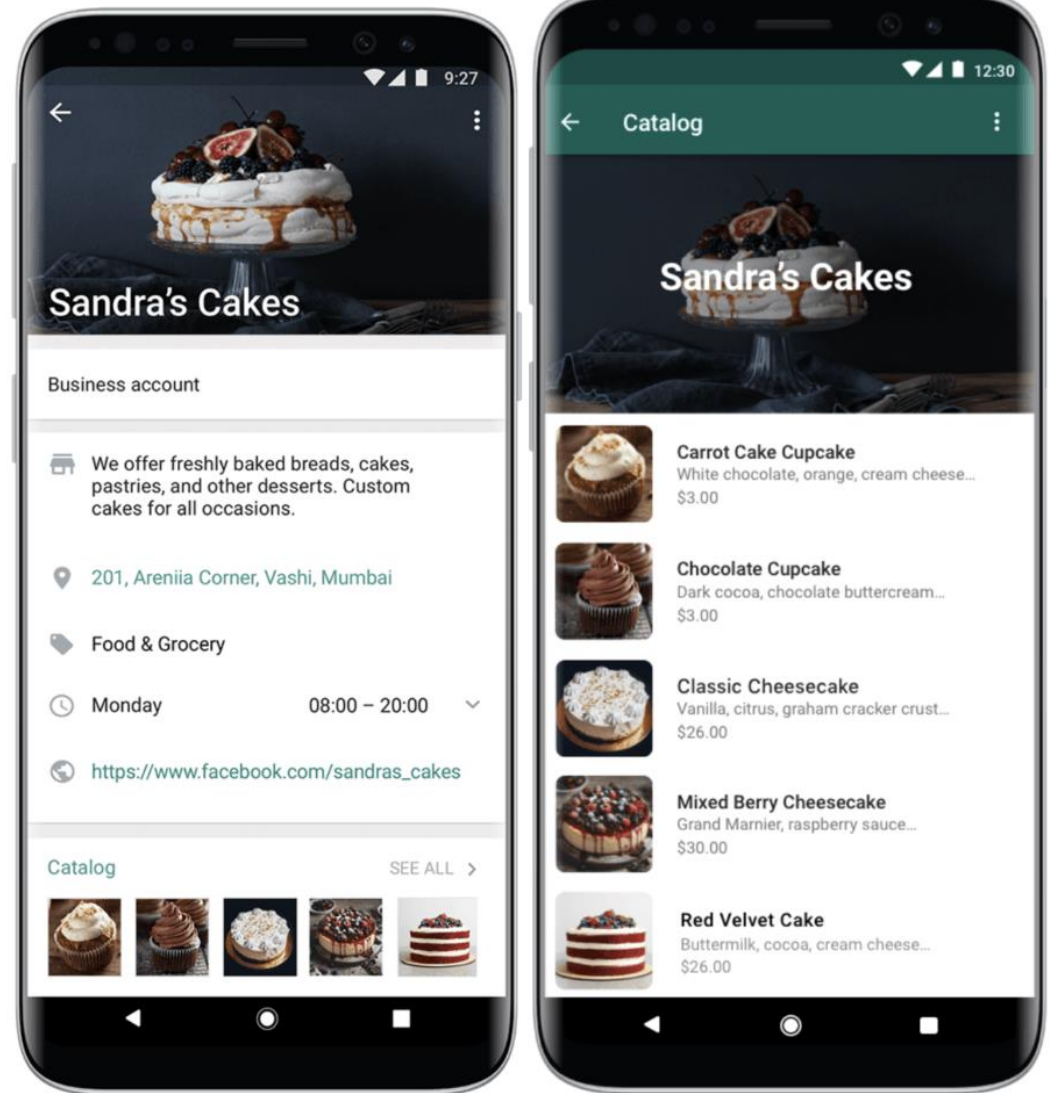 9:27
Sandra's Cakes
Business account
We offer freshly baked breads, cakes,
pastries, and other desserts. Custom
cakes for all occasions.
201, Areniia Corner, Vashi, Mumbai
Food & Grocery
Monday 08:00 – 20:00
https://www.facebook.com/sandras_cakes
Catalog SEE ALL
12:30
Catalog
Sandra's Cakes
Carrot Cake Cupcake
White chocolate, orange, cream cheese...
$3.00
Chocolate Cupcake
Dark cocoa, chocolate buttercream...
$3.00
Classic Cheesecake
Vanilla, citrus, graham cracker crust...
$26.00
Mixed Berry Cheesecake
Grand Marnier, raspberry sauce...
$30.00
Red Velvet Cake
Buttermilk, cocoa, cream cheese...
$26.00